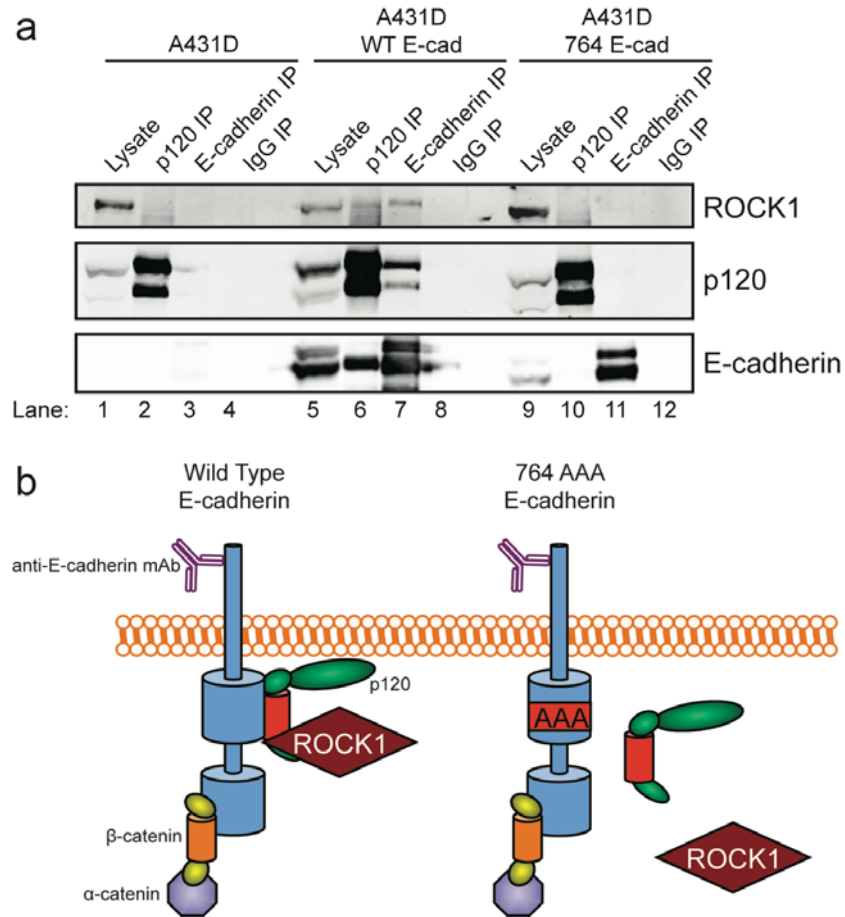 a
A431D
A431D
WT E-cad
A431D
764 E-cad
Lysate
p120 IP
E-cadherin IP
IgG IP
Lysate
p120 IP
E-cadherin IP
IgG IP
Lysate
p120 IP
E-cadherin IP
IgG IP
ROCK1
p120
E-cadherin
Lane: 1 2 3 4 5 6 7 8 9 10 11 12
b
Wild Type
E-cadherin
764 AAA
E-cadherin
anti-E-cadherin mAb
p120
AAA
ROCK1
β-catenin
ROCK1
α-catenin